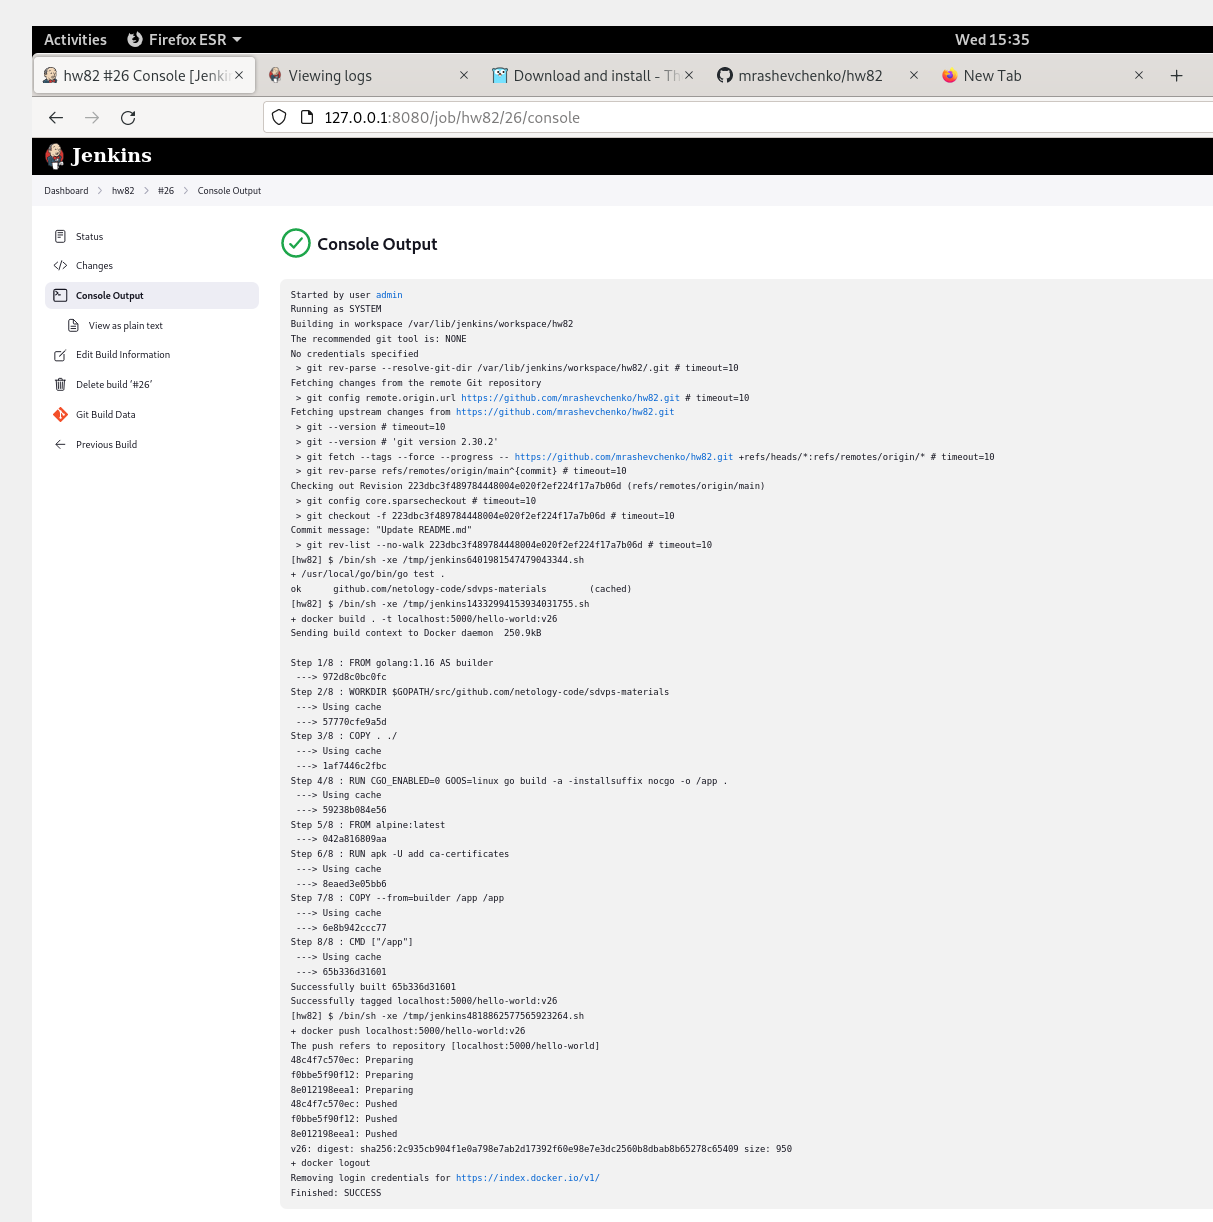 Activities Firefox ESR Wed 15:35
hw82 #26 Console [Jenki Viewing logs Download and install - Th mrashevchenko/hw82 New Tab
127.0.0.1:8080/job/hw82/26/console
Jenkins
Dashboard hw82 #26 Console Output
Status
Changes
Console Output
View as plain text
Edit Build Information
Delete build ‘#26’
Git Build Data
Previous Build
Console Output
Started by user admin
Running as SYSTEM
Building in workspace /var/lib/jenkins/workspace/hw82
The recommended git tool is: NONE
No credentials specified
 > git rev-parse --resolve-git-dir /var/lib/jenkins/workspace/hw82/.git # timeout=10
Fetching changes from the remote Git repository
 > git config remote.origin.url https://github.com/mrashevchenko/hw82.git # timeout=10
Fetching upstream changes from https://github.com/mrashevchenko/hw82.git
 > git --version # timeout=10
 > git --version # 'git version 2.30.2'
 > git fetch --tags --force --progress -- https://github.com/mrashevchenko/hw82.git +refs/heads/*:refs/remotes/origin/* # timeout=10
 > git rev-parse refs/remotes/origin/main^{commit} # timeout=10
Checking out Revision 223dbc3f489784448004e020f2ef224f17a7b06d (refs/remotes/origin/main)
 > git config core.sparsecheckout # timeout=10
 > git checkout -f 223dbc3f489784448004e020f2ef224f17a7b06d # timeout=10
Commit message: "Update README.md"
 > git rev-list --no-walk 223dbc3f489784448004e020f2ef224f17a7b06d # timeout=10
[hw82] $ /bin/sh -xe /tmp/jenkins6401981547479043344.sh
+ /usr/local/go/bin/go test .
ok      github.com/netology-code/sdvps-materials        (cached)
[hw82] $ /bin/sh -xe /tmp/jenkins14332994153934031755.sh
+ docker build . -t localhost:5000/hello-world:v26
Sending build context to Docker daemon  250.9kB
Step 1/8 : FROM golang:1.16 AS builder
 ---> 972d8c0bc0fc
Step 2/8 : WORKDIR $GOPATH/src/github.com/netology-code/sdvps-materials
 ---> Using cache
 ---> 57770cfe9a5d
Step 3/8 : COPY . ./
 ---> Using cache
 ---> 1af7446c2fbc
Step 4/8 : RUN CGO_ENABLED=0 GOOS=linux go build -a -installsuffix nocgo -o /app .
 ---> Using cache
 ---> 59238b084e56
Step 5/8 : FROM alpine:latest
 ---> 042a816809aa
Step 6/8 : RUN apk -U add ca-certificates
 ---> Using cache
 ---> 8eaed3e05bb6
Step 7/8 : COPY --from=builder /app /app
 ---> Using cache
 ---> 6e8b942ccc77
Step 8/8 : CMD ["/app"]
 ---> Using cache
 ---> 65b336d31601
Successfully built 65b336d31601
Successfully tagged localhost:5000/hello-world:v26
[hw82] $ /bin/sh -xe /tmp/jenkins4818862577565923264.sh
+ docker push localhost:5000/hello-world:v26
The push refers to repository [localhost:5000/hello-world]
48c4f7c570ec: Preparing
f0bbe5f90f12: Preparing
8e012198eea1: Preparing
48c4f7c570ec: Pushed
f0bbe5f90f12: Pushed
8e012198eea1: Pushed
v26: digest: sha256:2c935cb904f1e0a798e7ab2d17392f60e98e7e3dc2560b8dbab8b65278c65409 size: 950
+ docker logout
Removing login credentials for https://index.docker.io/v1/
Finished: SUCCESS